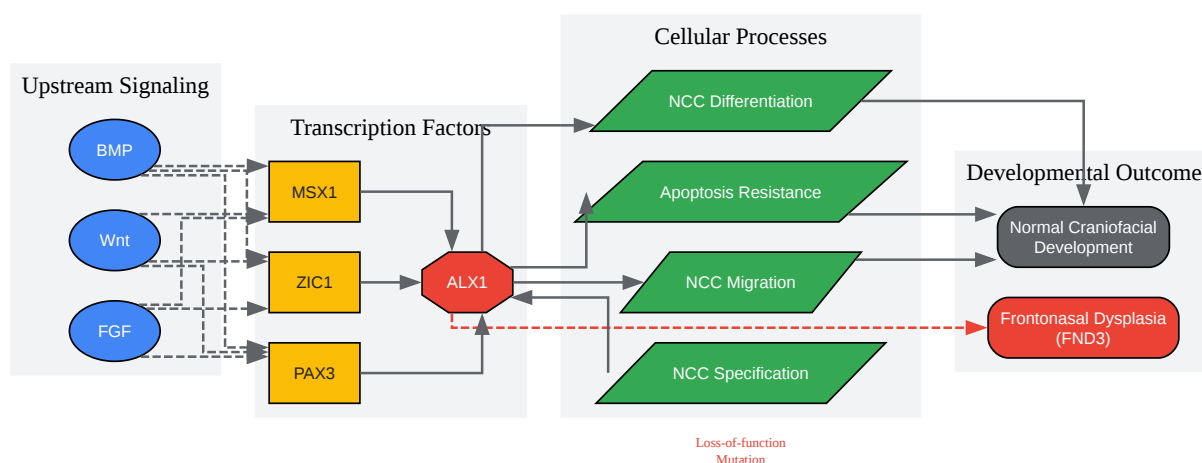 Upstream Signaling
BMP
Wnt
FGF
Transcription Factors
MSX1
ZIC1
PAX3
ALX1
Cellular Processes
NCC Differentiation
Apoptosis Resistance
NCC Migration
NCC Specification
Developmental Outcome
Normal Craniofacial
Development
Frontonasal Dysplasia
(FND3)
Loss-of-function
Mutation